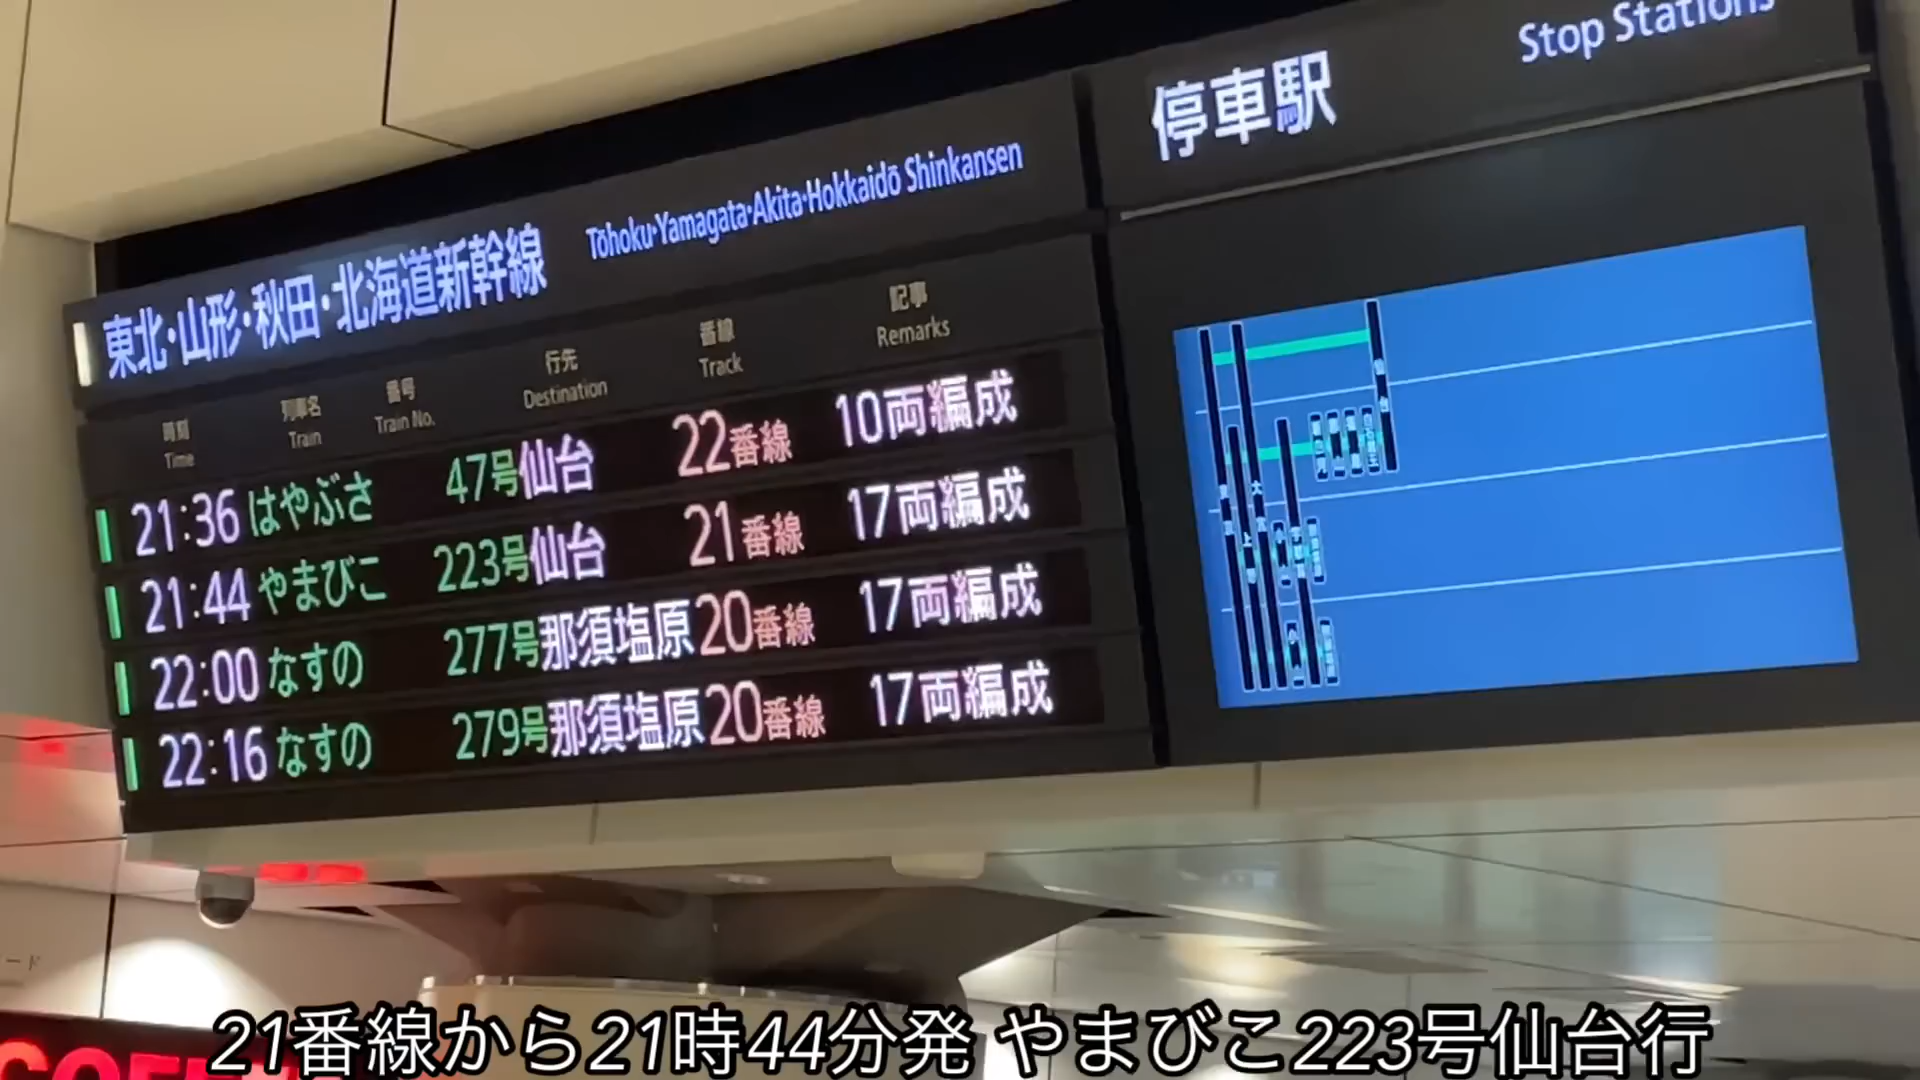 停車駅 Stop Stations
東北・山形・秋田・北海道新幹線 Tōhoku・Yamagata・Akita・Hokkaidō Shinkansen
時刻 列車名 番号 行先 番線 記事
Time Train Train No. Destination Track Remarks
21:36 はやぶさ 47号 仙台 22番線 10両編成
21:44 やまびこ 223号 仙台 21番線 17両編成
22:00 なすの 277号 那須塩原 20番線 17両編成
22:16 なすの 279号 那須塩原 20番線 17両編成
21番線から21時44分発 やまびこ223号仙台行